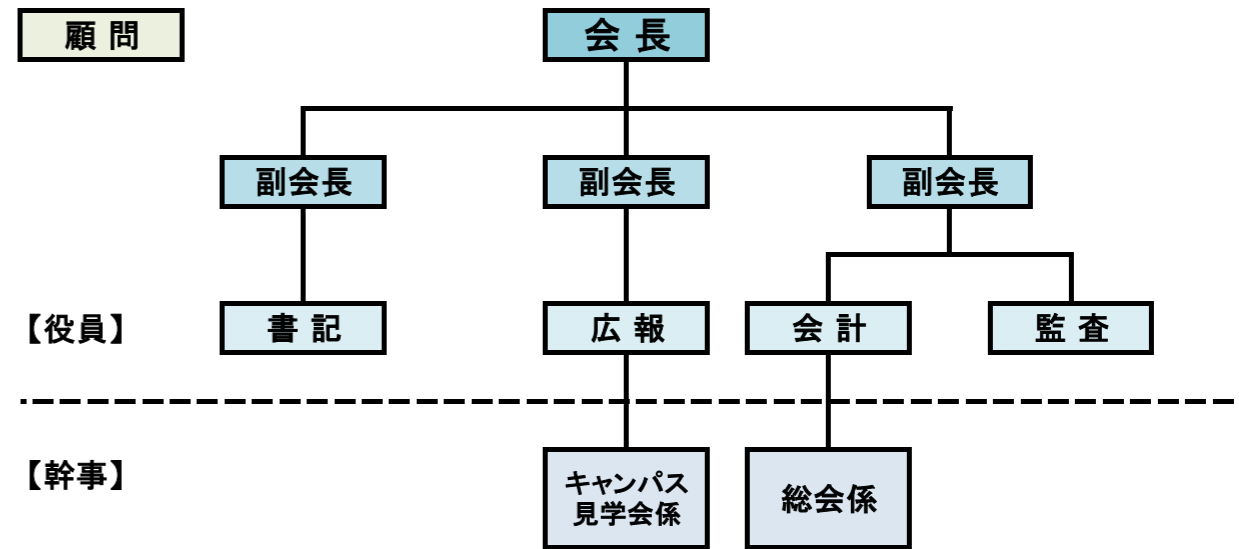 顧 問
会 長
副会長
副会長
副会長
【役員】
書 記
広 報
会 計
監 査
【幹事】
キャンパス
見学会係
総会係